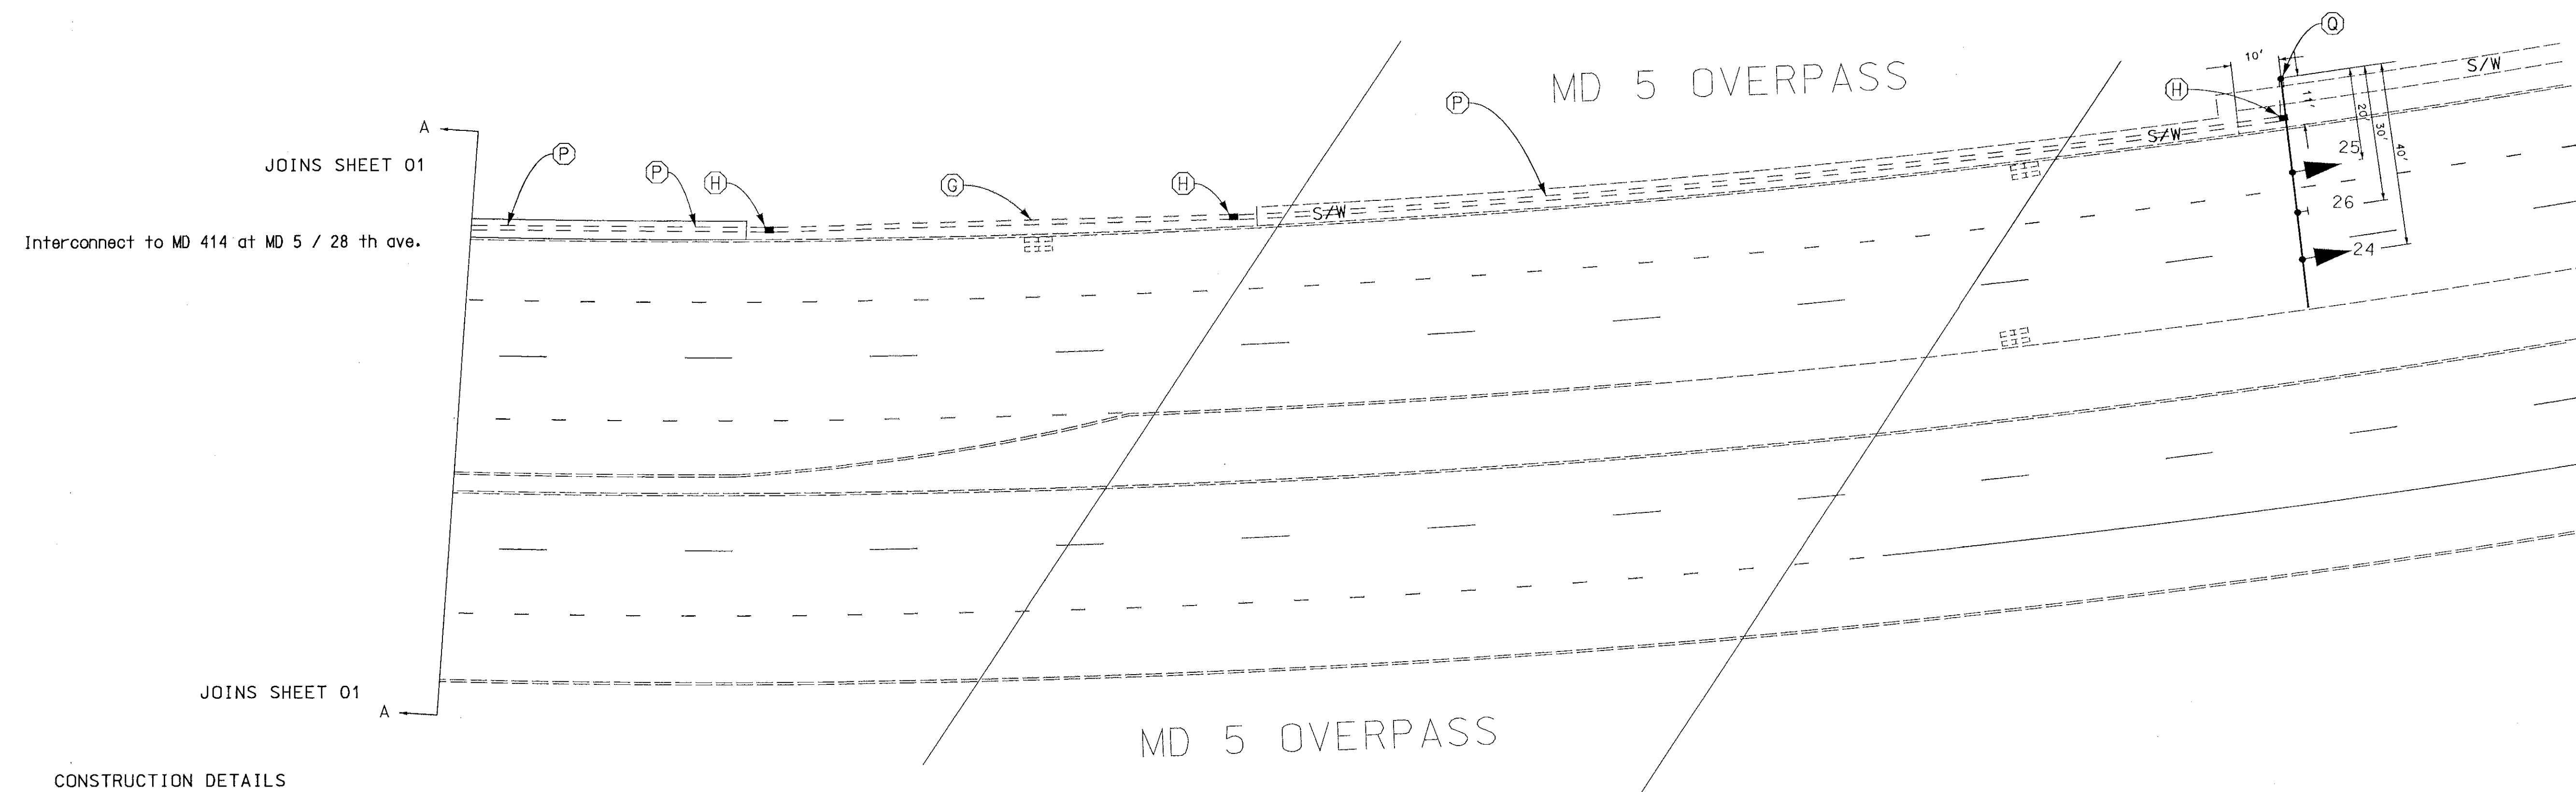 Q
MD 5 OVERPASS
10'
S/W
H
P
11'
20'
30'
40'
A
JOINS SHEET 01
P
P
H
G
H
S/W
S/W
25
26
24
Interconnect to MD 414 at MD 5 / 28 th ave.
JOINS SHEET 01
A
MD 5 OVERPASS
CONSTRUCTION DETAILS